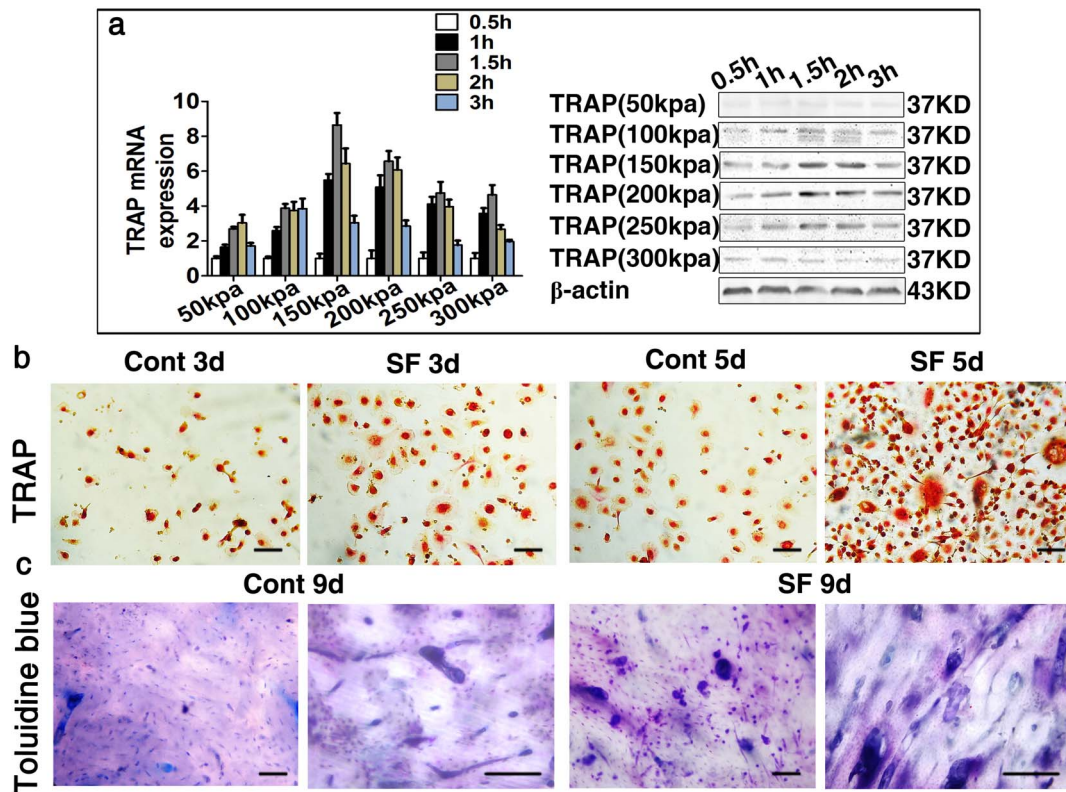 a
0.5h
1h
1.5h
2h
3h
TRAP mRNA
expression
10
8
6
4
2
0
50kpa
100kpa
150kpa
200kpa
250kpa
300kpa
0.5h 1h 1.5h 2h 3h
TRAP(50kpa) 37KD
TRAP(100kpa) 37KD
TRAP(150kpa) 37KD
TRAP(200kpa) 37KD
TRAP(250kpa) 37KD
TRAP(300kpa) 37KD
β-actin 43KD
b
Cont 3d SF 3d Cont 5d SF 5d
TRAP
c
Cont 9d SF 9d
Toluidine blue